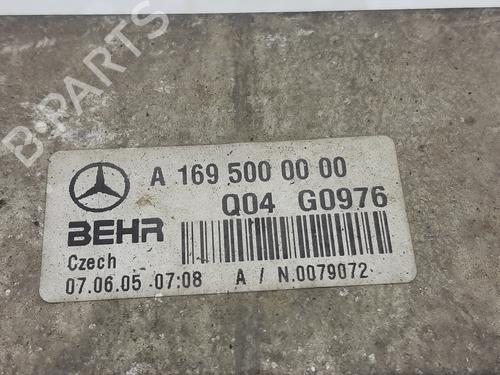 B-PARTS
A 169 500 00 00
Q04 G0976
BEHR
Czech
07.06.05 07:08 A / N.0079072